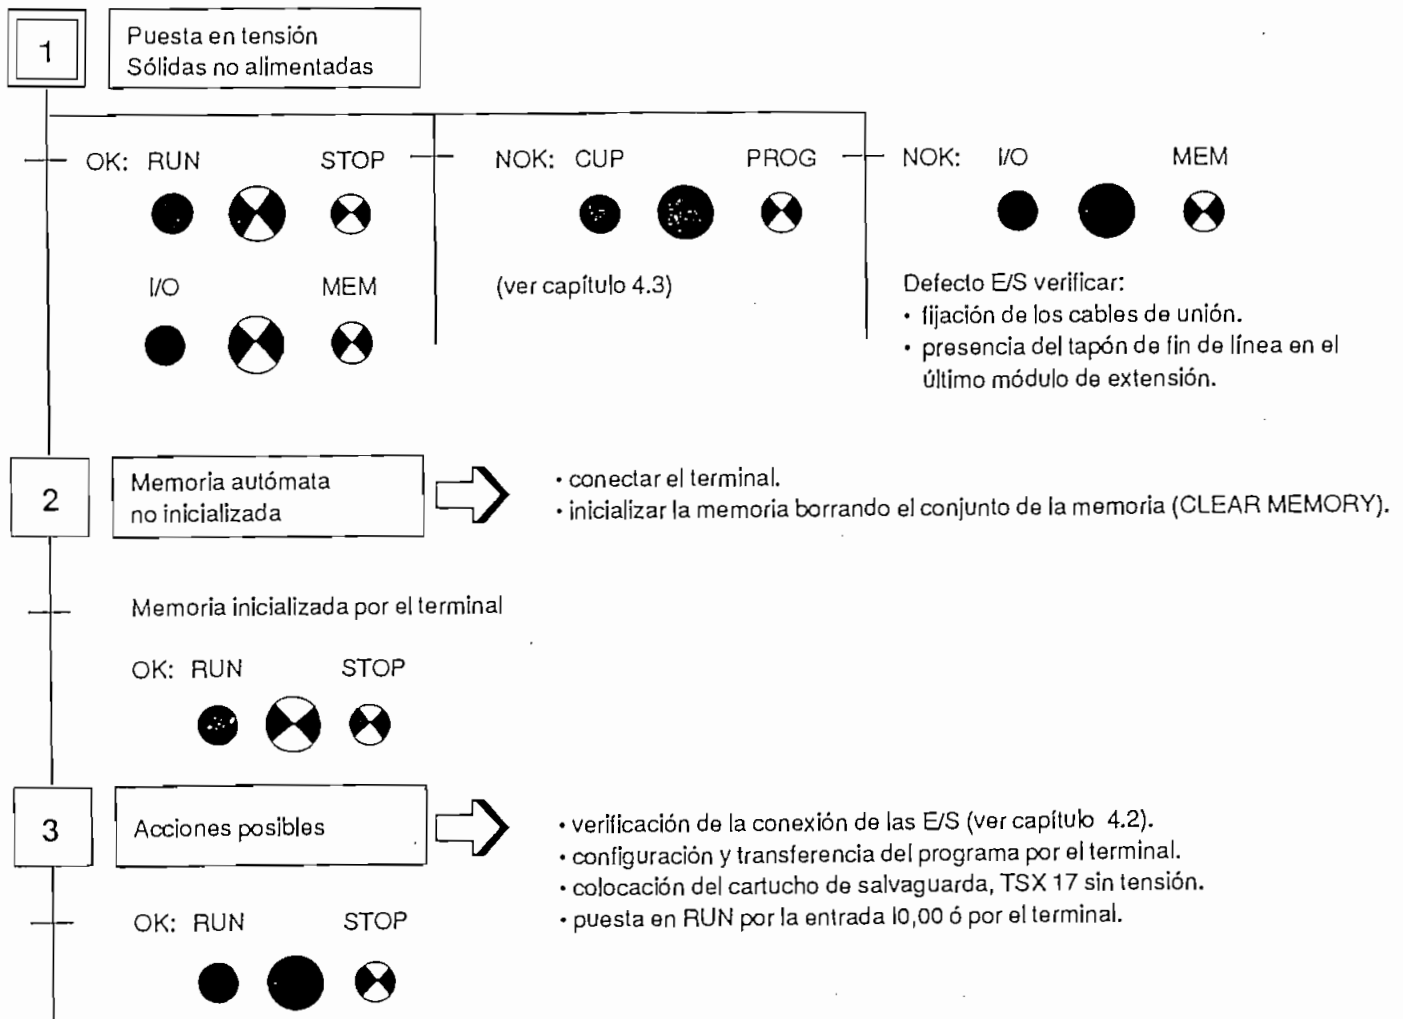 1
Puesta en tensión
Sólidas no alimentadas
OK: RUN STOP
I/O MEM
NOK: CUP PROG
(ver capítulo 4.3)
NOK: I/O MEM
Defecto E/S verificar:
• fijación de los cables de unión.
• presencia del tapón de fin de línea en el
último módulo de extensión.
2
Memoria autómata
no inicializada
• conectar el terminal.
• inicializar la memoria borrando el conjunto de la memoria (CLEAR MEMORY).
Memoria inicializada por el terminal
OK: RUN STOP
3
Acciones posibles
• verificación de la conexión de las E/S (ver capítulo 4.2).
• configuración y transferencia del programa por el terminal.
• colocación del cartucho de salvaguarda, TSX 17 sin tensión.
• puesta en RUN por la entrada I0,00 ó por el terminal.
OK: RUN STOP